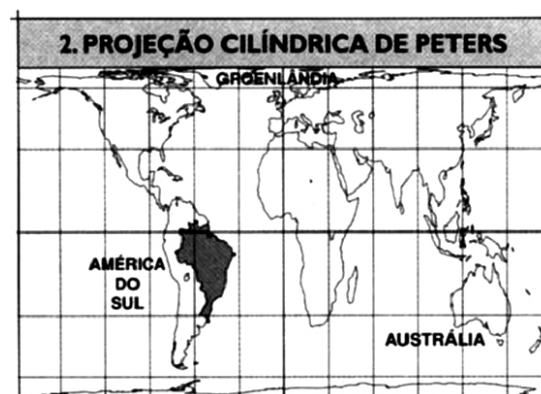 2. PROJEÇÃO CILÍNDRICA DE PETERS
GROENLÂNDIA
AMÉRICA
DO
SUL
AUSTRÁLIA